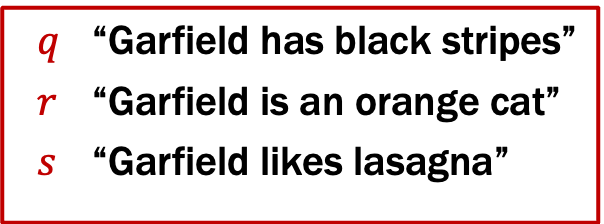 q “Garfield has black stripes”
r “Garfield is an orange cat”
s “Garfield likes lasagna”